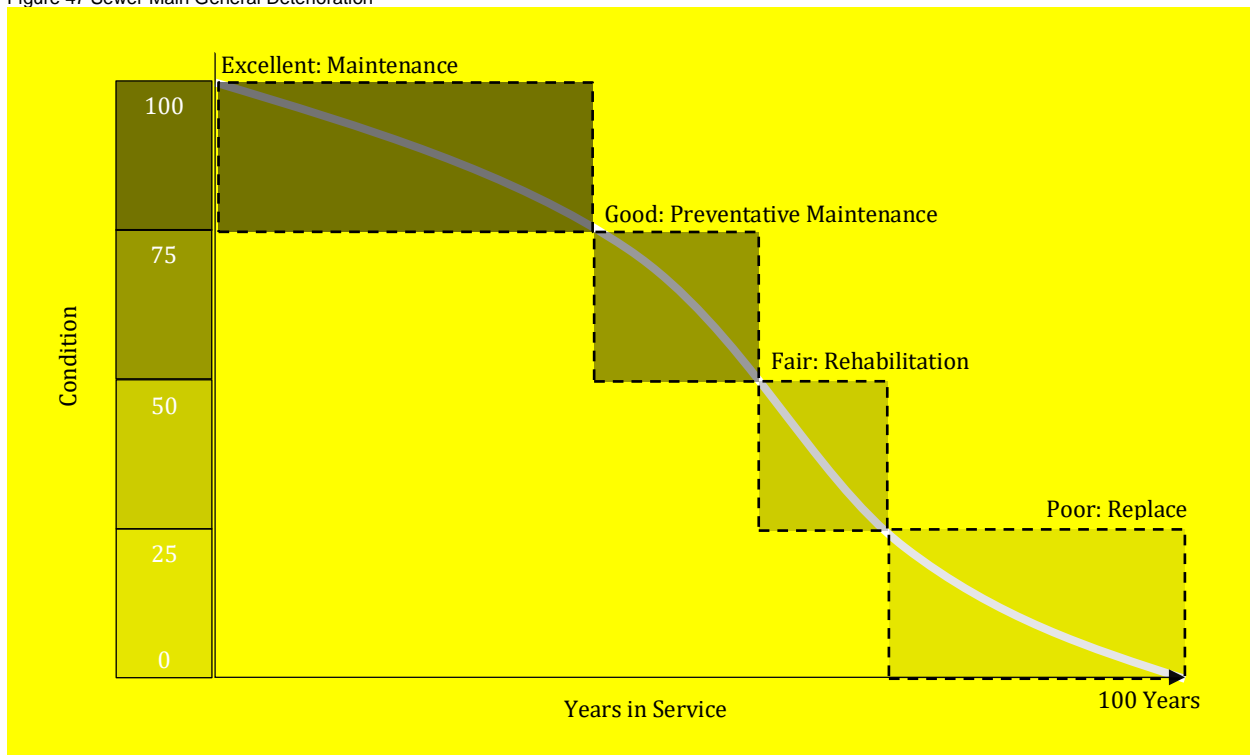 Figure 47 Sewer Main General Deterioration
Excellent: Maintenance
100
Good: Preventative Maintenance
75
Condition
Fair: Rehabilitation
50
Poor: Replace
25
0
100 Years
Years in Service